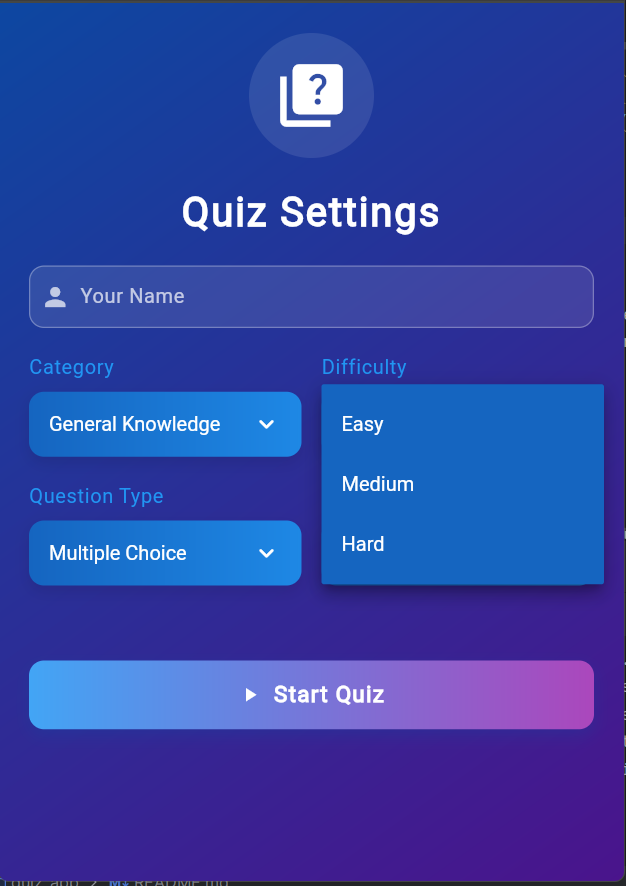 ?
Quiz Settings
Your Name
Category
Difficulty
General Knowledge
Easy
Medium
Hard
Question Type
Multiple Choice
Start Quiz
README.md